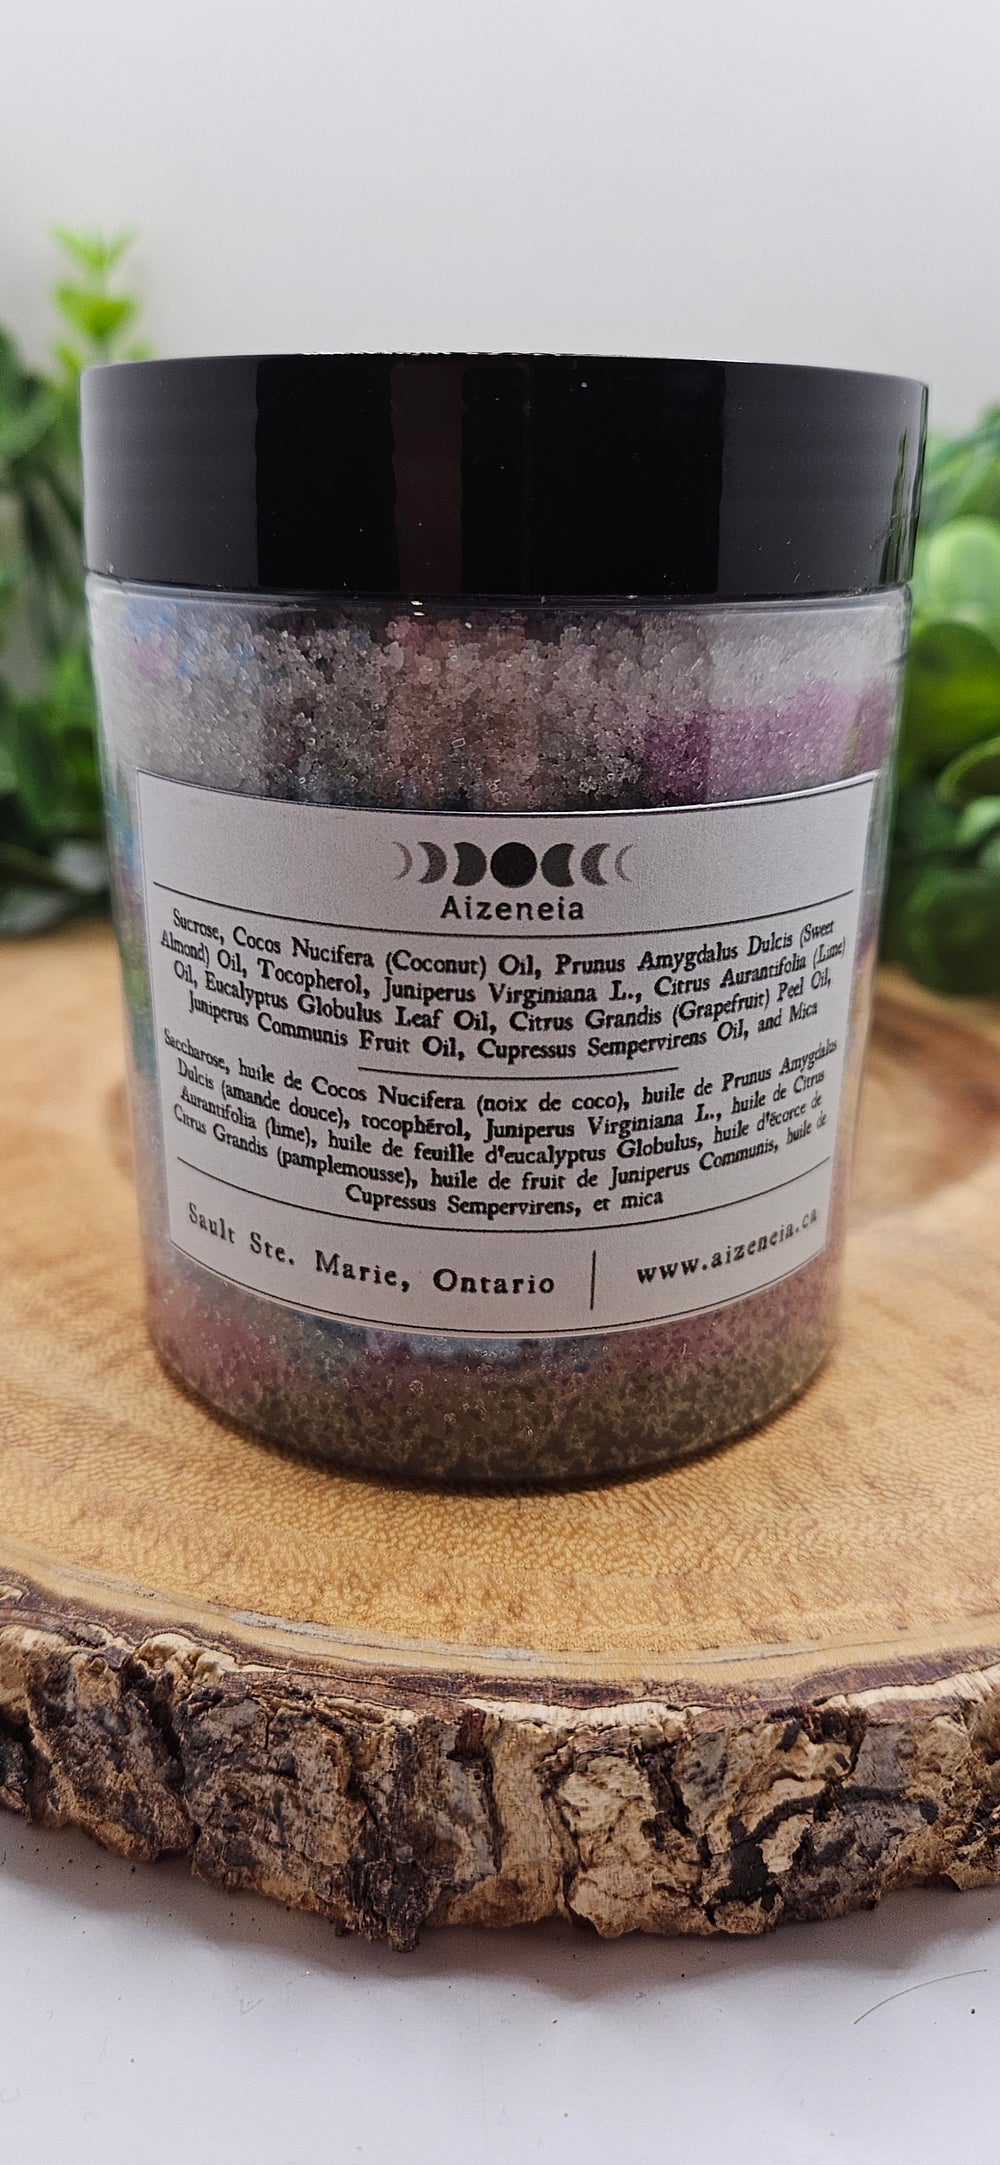 Aizeneia
Sucrose, Cocos Nucifera (Coconut) Oil, Prunus Amygdalus Dulcis (Sweet
Almond) Oil, Tocopherol, Juniperus Virginiana L., Citrus Aurantifolia (Lime)
Oil, Eucalyptus Globulus Leaf Oil, Citrus Grandis (Grapefruit) Peel Oil,
Juniperus Communis Fruit Oil, Cupressus Sempervirens Oil, and Mica
Saccharose, huile de Cocos Nucifera (noix de coco), huile de Prunus Amygdalus
Dulcis (amande douce), tocophérol, Juniperus Virginiana L., huile de Citrus
Aurantifolia (lime), huile de feuille d'eucalyptus Globulus, huile d'écorce de
Citrus Grandis (pamplemousse), huile de fruit de Juniperus Communis, huile de
Cupressus Sempervirens, et mica
Sault Ste. Marie, Ontario
www.aizeneia.ca